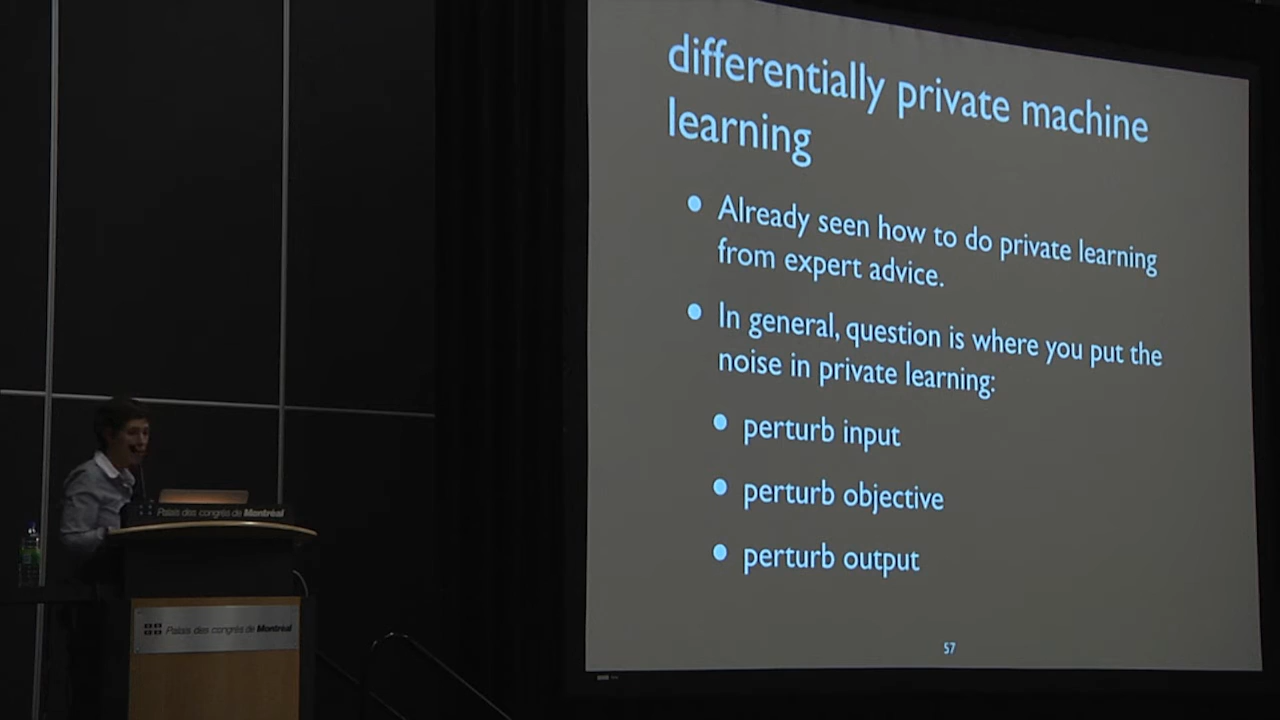 differentially private machine
learning
• Already seen how to do private learning
from expert advice.
• In general, question is where you put the
noise in private learning:
• perturb input
• perturb objective
• perturb output
57
Palais des congrès de Montréal
Palais des congrès de Montréal